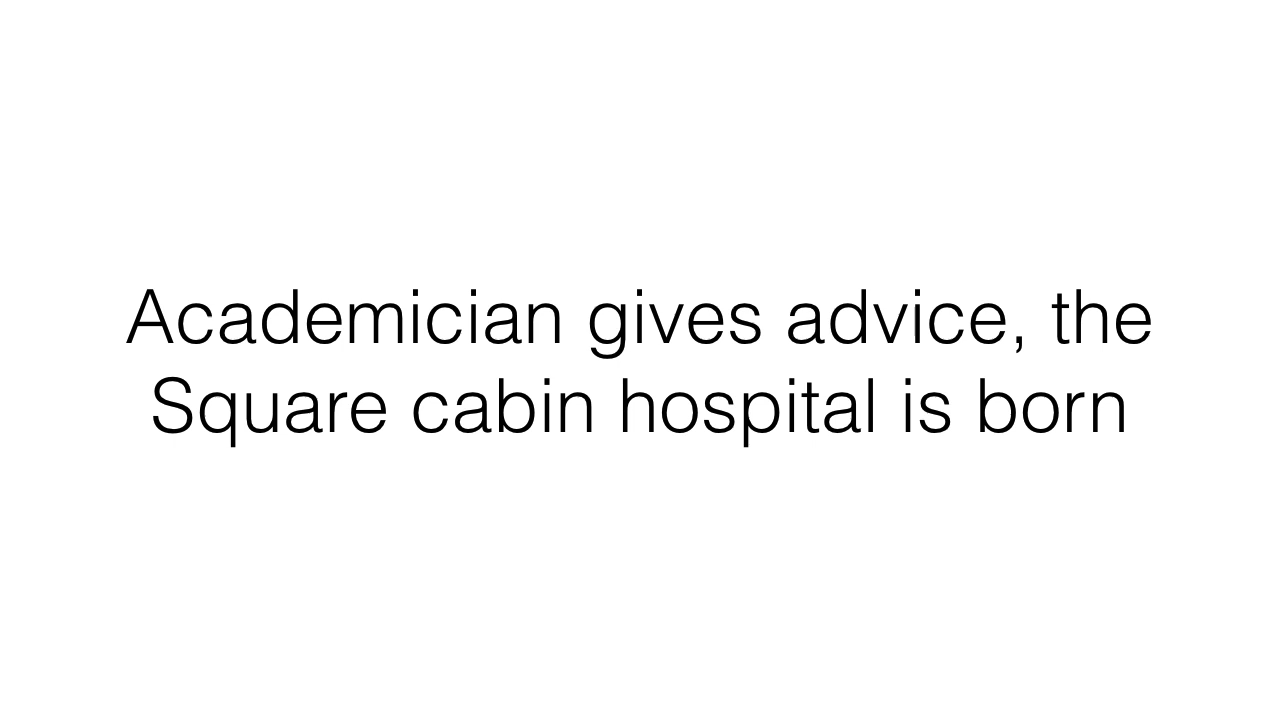 Academician gives advice, the
Square cabin hospital is born